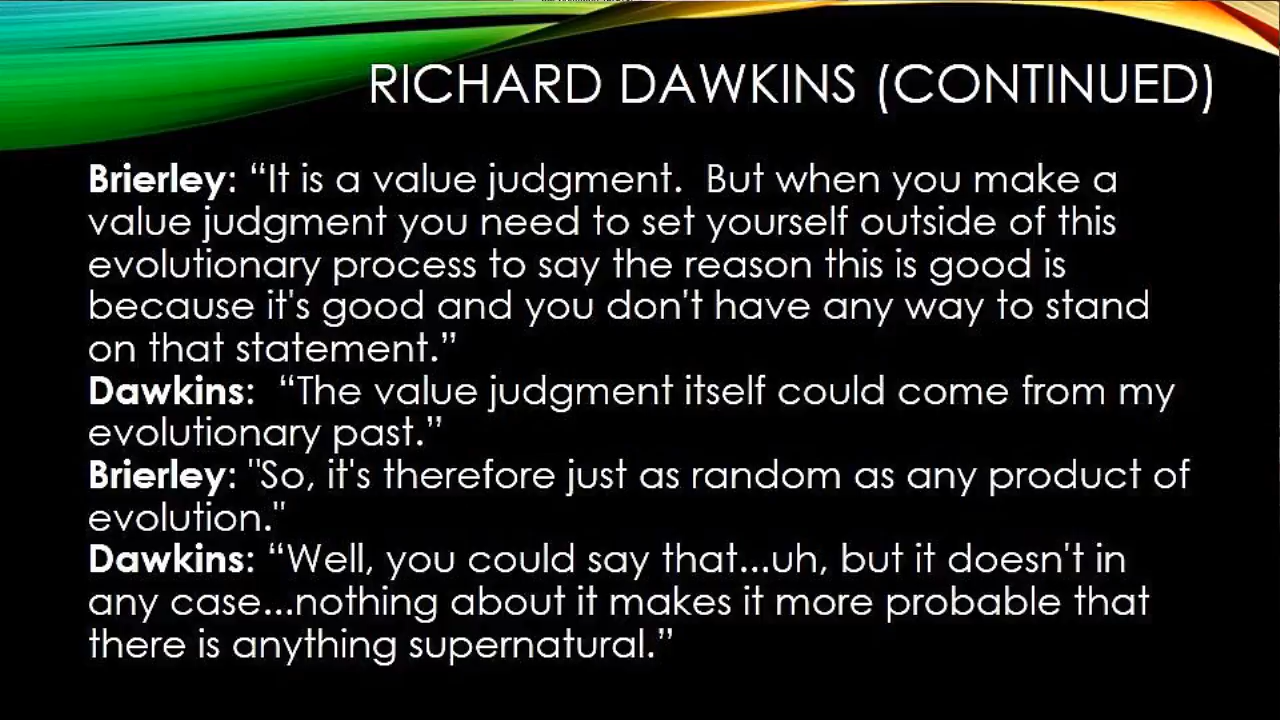 RICHARD DAWKINS (CONTINUED)
Brierley: “It is a value judgment.  But when you make a
value judgment you need to set yourself outside of this
evolutionary process to say the reason this is good is
because it's good and you don't have any way to stand
on that statement.”
Dawkins:  “The value judgment itself could come from my
evolutionary past.”
Brierley: "So, it's therefore just as random as any product of
evolution."
Dawkins: “Well, you could say that...uh, but it doesn't in
any case...nothing about it makes it more probable that
there is anything supernatural.”